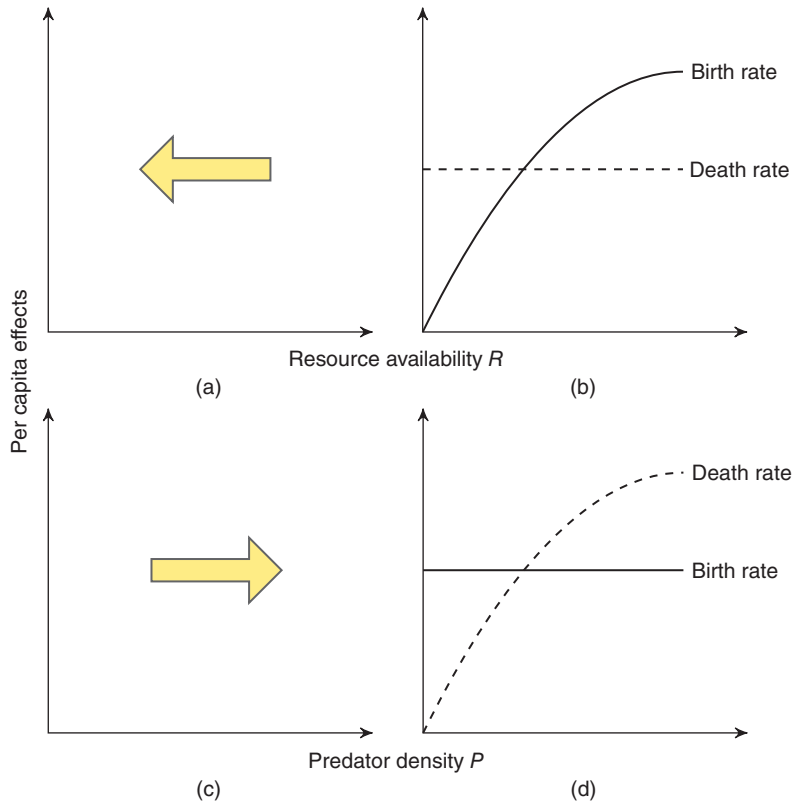 Birth rate
Death rate
Per capita effects
Resource availability R
(a)
(b)
Death rate
Birth rate
Predator density P
(c)
(d)